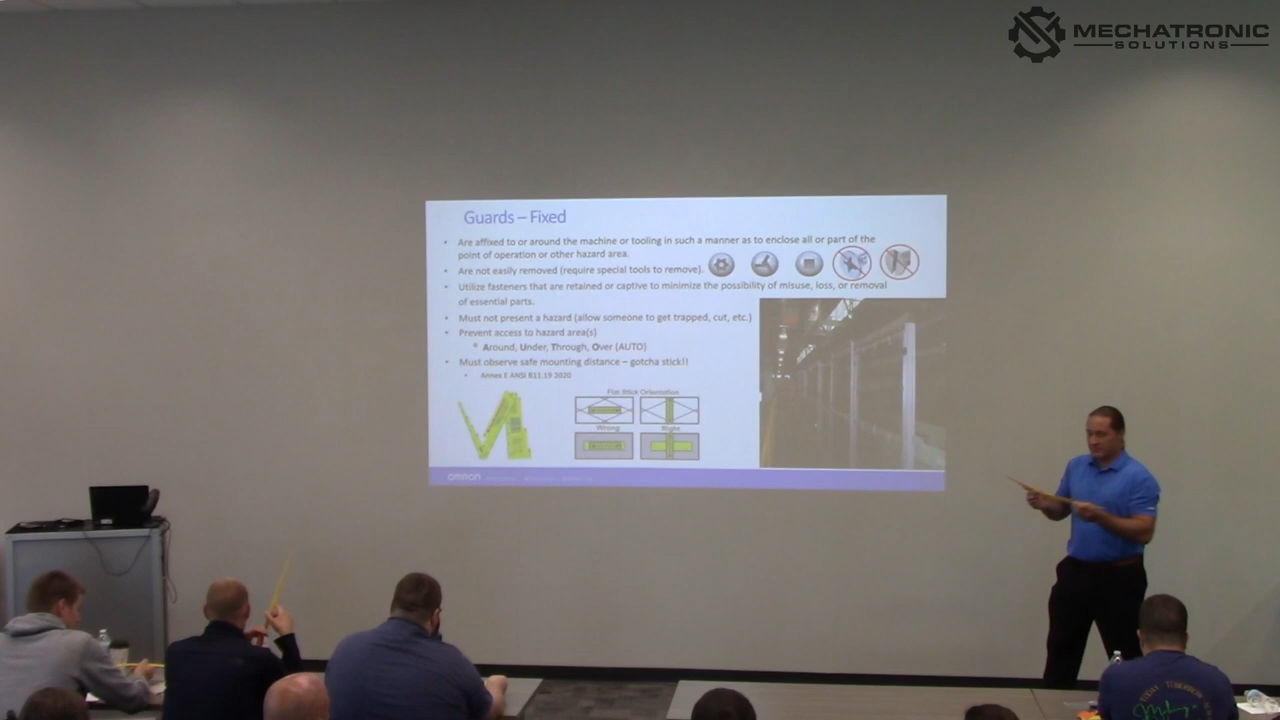 MECHATRONIC
SOLUTIONS
Guards – Fixed
• Are affixed to or around the machine or tooling in such a manner as to enclose all or part of the
point of operation or other hazard area.
• Are not easily removed (require special tools to remove).
• Utilize fasteners that are retained or captive to minimize the possibility of misuse, loss, or removal
of essential parts.
• Must not present a hazard (allow someone to get trapped, cut, etc.)
• Prevent access to hazard area(s)
Around, Under, Through, Over (AUTO)
• Must observe safe mounting distance – gotcha stick!!
• Annex E ANSI B11.19 2020
Flat Stick Orientation
Wrong
Right
OMRON
TODAY TOMORROW